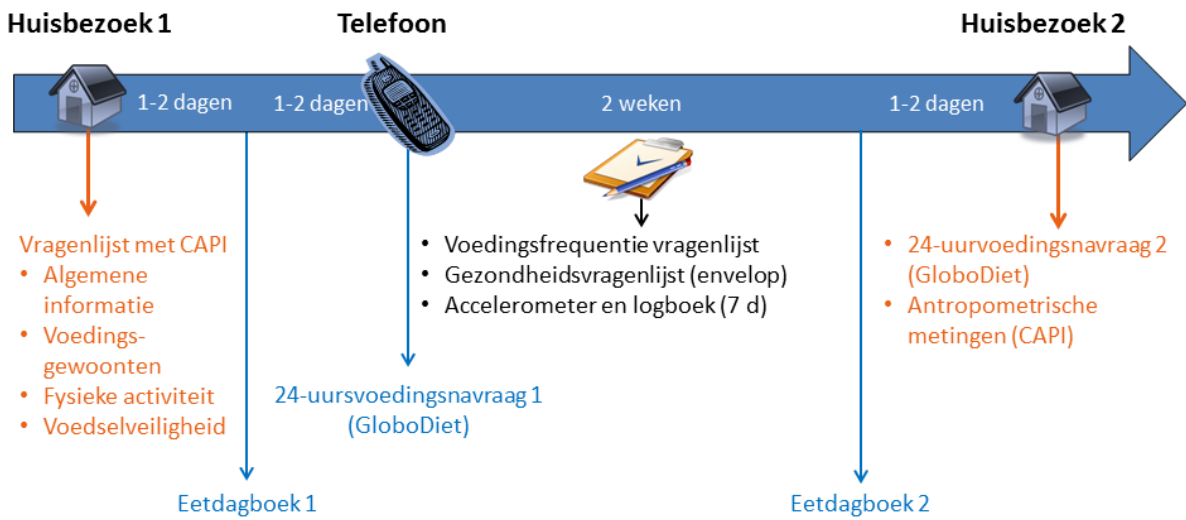 Huisbezoek 1
Telefoon
Huisbezoek 2
1-2 dagen
1-2 dagen
2 weken
1-2 dagen
Vragenlijst met CAPI
• Algemene
informatie
• Voedings-
gewoonten
• Fysieke activiteit
• Voedselveiligheid
• Voedingsfrequentie vragenlijst
• Gezondheidsvragenlijst (envelop)
• Accelerometer en logboek (7 d)
• 24-uurvoedingsnavraag 2
(GloboDiet)
• Antropometrische
metingen (CAPI)
24-uursvoedingsnavraag 1
(GloboDiet)
Eetdagboek 1
Eetdagboek 2